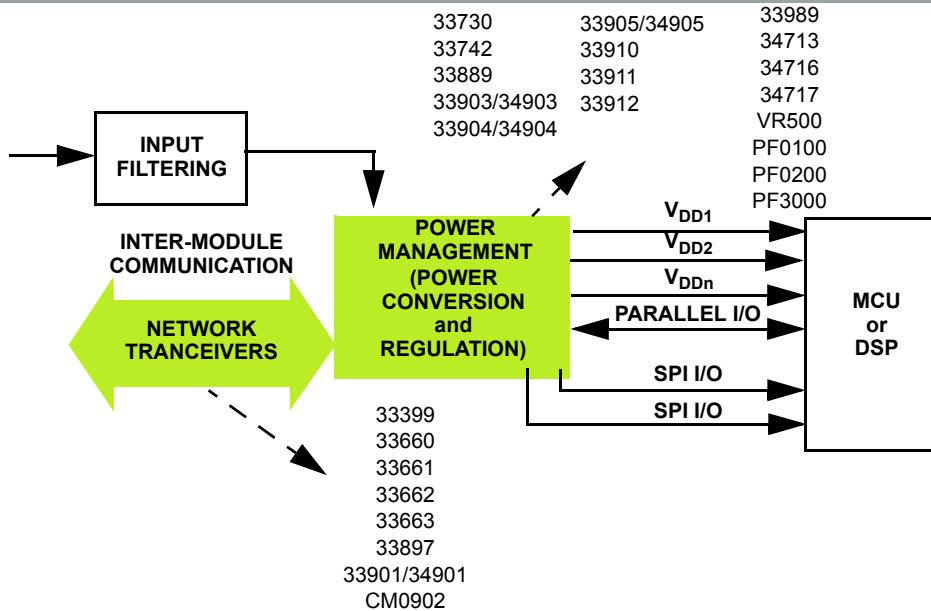 33730
33742
33889
33903/34903
33904/34904
33905/34905
33910
33911
33912
33989
34713
34716
34717
VR500
PF0100
PF0200
PF3000
INPUT
FILTERING
INTER-MODULE
COMMUNICATION
NETWORK
TRANCEIVERS
POWER
MANAGEMENT
(POWER
CONVERSION
and
REGULATION)
VDD1
VDD2
VDDn
PARALLEL I/O
SPI I/O
SPI I/O
MCU
or
DSP
33399
33660
33661
33662
33663
33897
33901/34901
CM0902